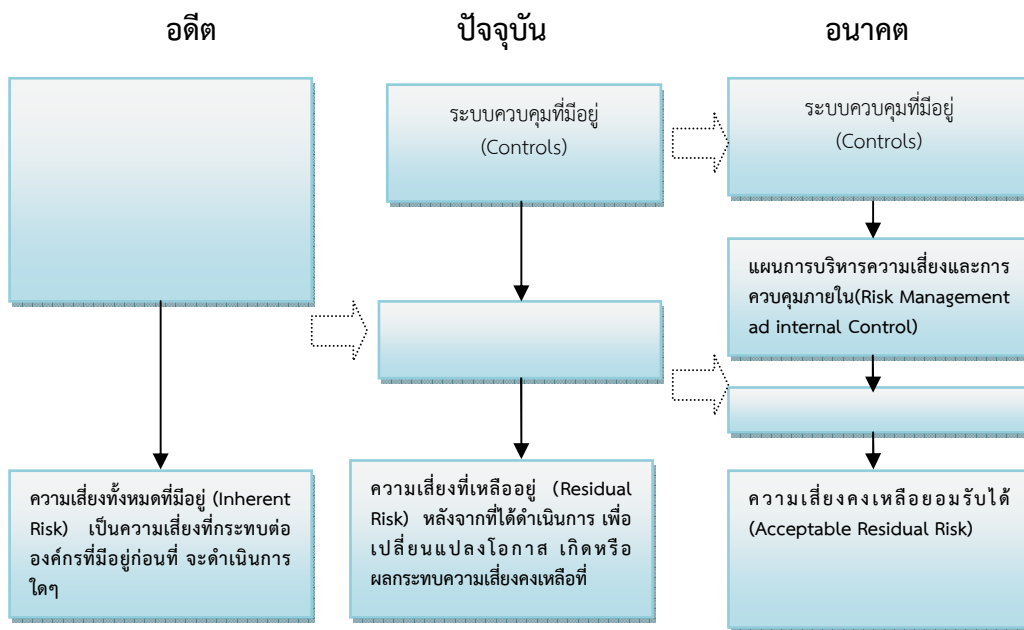 อดีต
ปัจจุบัน
อนาคต
ระบบควบคุมที่มีอยู่
(Controls)
ระบบควบคุมที่มีอยู่
(Controls)
แผนการบริหารความเสี่ยงและการ
ควบคุมภายใน(Risk Management
ad internal Control)
ความเสี่ยงทั้งหมดที่มีอยู่ (Inherent
Risk) เป็นความเสี่ยงที่กระทบต่อ
องค์กรที่มีอยู่ก่อนที่ จะดำเนินการ
ใดๆ
ความเสี่ยงที่เหลืออยู่ (Residual
Risk) หลังจากที่ได้ดำเนินการ เพื่อ
เปลี่ยนแปลงโอกาส เกิดหรือ
ผลกระทบความเสี่ยงคงเหลือที่
ความเสี่ยงคงเหลือยอมรับได้
(Acceptable Residual Risk)